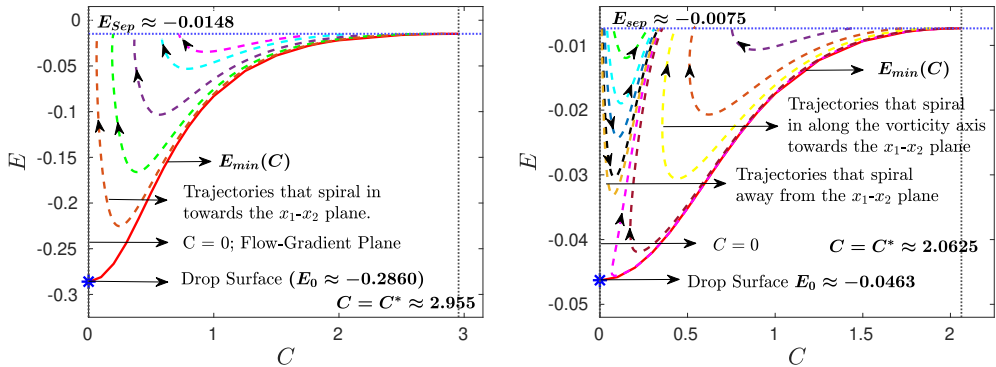 E_Sep ≈ −0.0148
0
-0.05
-0.1
-0.15
-0.2
-0.25
-0.3
E
E_min(C)
Trajectories that spiral in
towards the x₁-x₂ plane.
C = 0; Flow-Gradient Plane
Drop Surface (E₀ ≈ −0.2860)
C = C* ≈ 2.955
0
1
2
3
C
E_sep ≈ −0.0075
-0.01
-0.02
-0.03
-0.04
-0.05
E
E_min(C)
Trajectories that spiral
in along the vorticity axis
towards the x₁-x₂ plane
Trajectories that spiral
away from the x₁-x₂ plane
C = 0
C = C* ≈ 2.0625
Drop Surface E₀ ≈ −0.0463
0
0.5
1
1.5
2
C